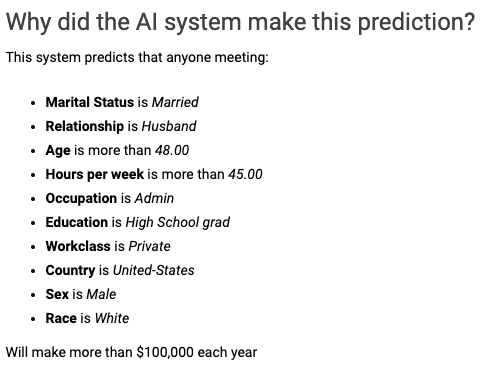 Why did the AI system make this prediction?
This system predicts that anyone meeting:
• Marital Status is Married
• Relationship is Husband
• Age is more than 48.00
• Hours per week is more than 45.00
• Occupation is Admin
• Education is High School grad
• Workclass is Private
• Country is United-States
• Sex is Male
• Race is White
Will make more than $100,000 each year